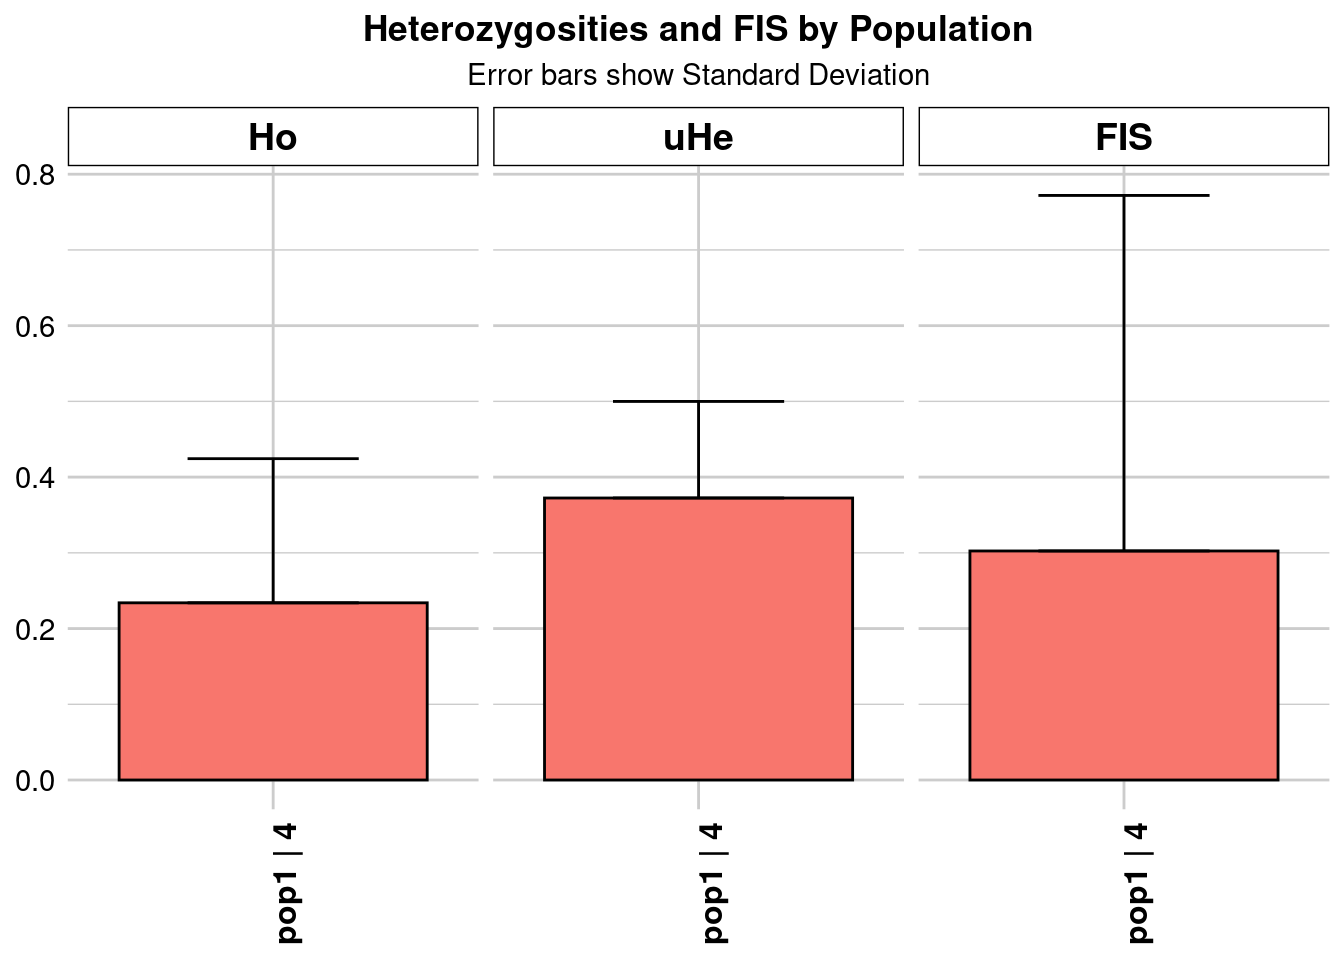 Heterozygosities and FIS by Population
Error bars show Standard Deviation
Ho
uHe
FIS
0.8
0.6
0.4
0.2
0.0
pop1 | 4
pop1 | 4
pop1 | 4